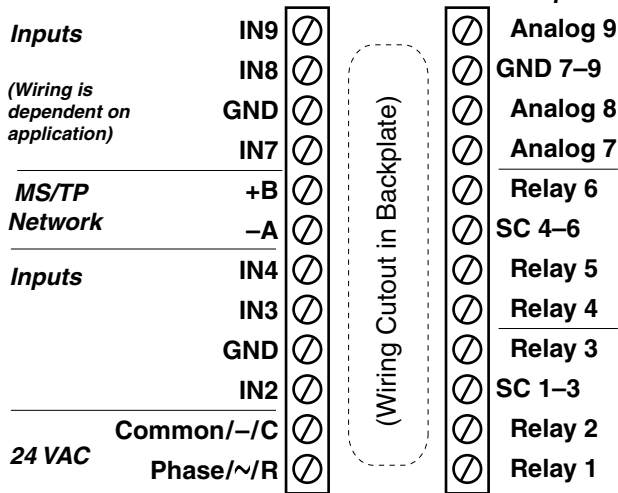 Inputs
(Wiring is
dependent on
application)
IN9
IN8
GND
IN7
MS/TP
Network
+B
–A
Inputs
IN4
IN3
GND
IN2
24 VAC
Common/–/C
Phase/~/R
(Wiring Cutout in Backplate)
Analog 9
GND 7–9
Analog 8
Analog 7
Relay 6
SC 4–6
Relay 5
Relay 4
Relay 3
SC 1–3
Relay 2
Relay 1